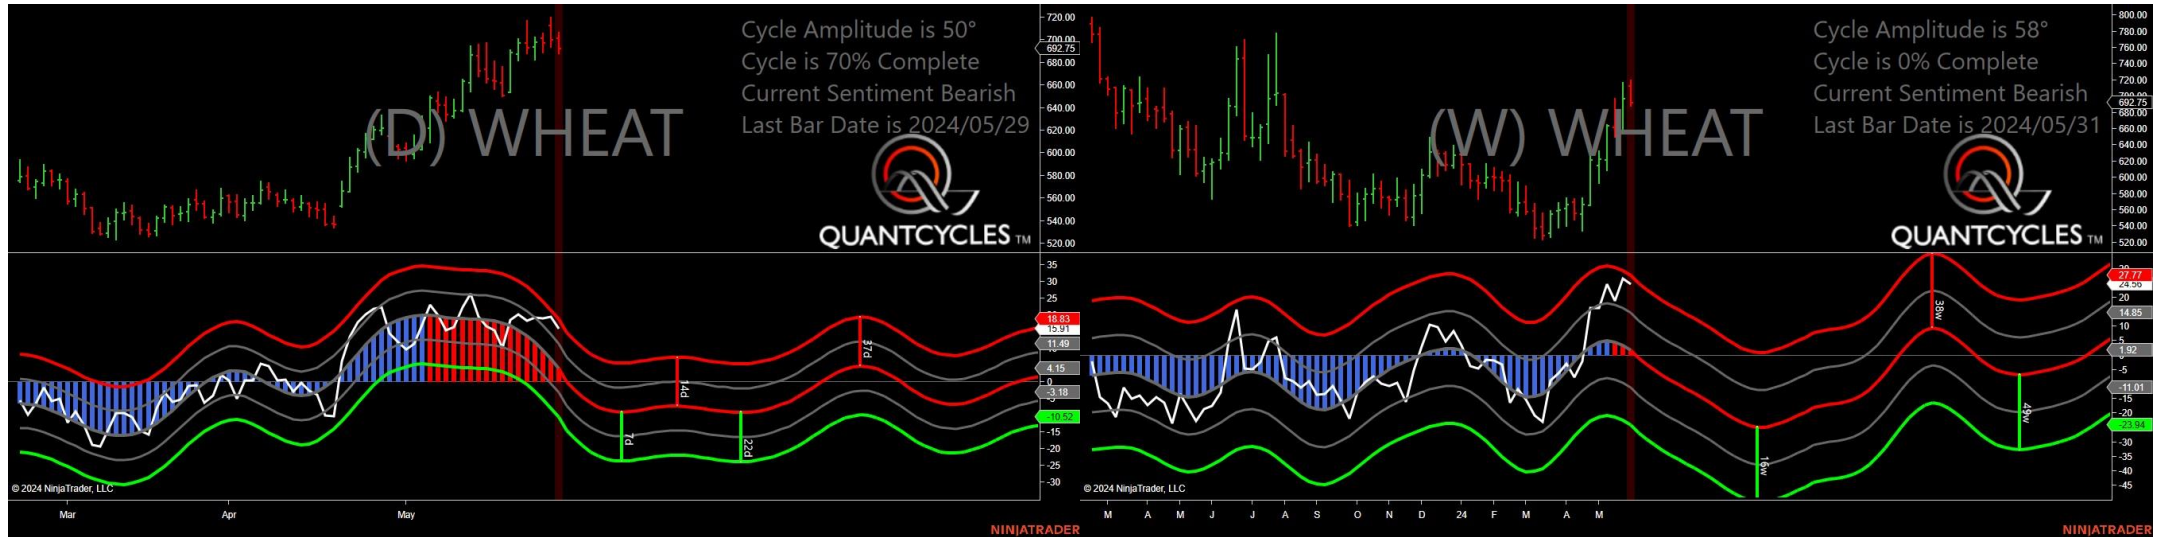 Cycle Amplitude is 50°
Cycle is 70% Complete
Current Sentiment Bearish
Last Bar Date is 2024/05/29
(D) WHEAT
QUANTCYCLES TM
720.00
700.00
692.75
680.00
660.00
640.00
620.00
600.00
580.00
560.00
540.00
520.00
35
30
25
18.83
15.91
11.49
4.15
0
-3.18
-10.52
-15
-20
-25
-30
7d
14d
22d
37d
© 2024 NinjaTrader, LLC
Mar Apr May
NINJATRADER
Cycle Amplitude is 58°
Cycle is 0% Complete
Current Sentiment Bearish
Last Bar Date is 2024/05/31
(W) WHEAT
QUANTCYCLES TM
800.00
780.00
760.00
740.00
720.00
692.75
680.00
660.00
640.00
620.00
600.00
580.00
560.00
540.00
520.00
27.77
24.56
20
14.85
10
5
1.92
-5
-11.01
-15
-20
-23.94
-30
-35
-40
-45
16w
38w
49w
© 2024 NinjaTrader, LLC
M A M J J A S O N D 24 F M A M
NINJATRADER